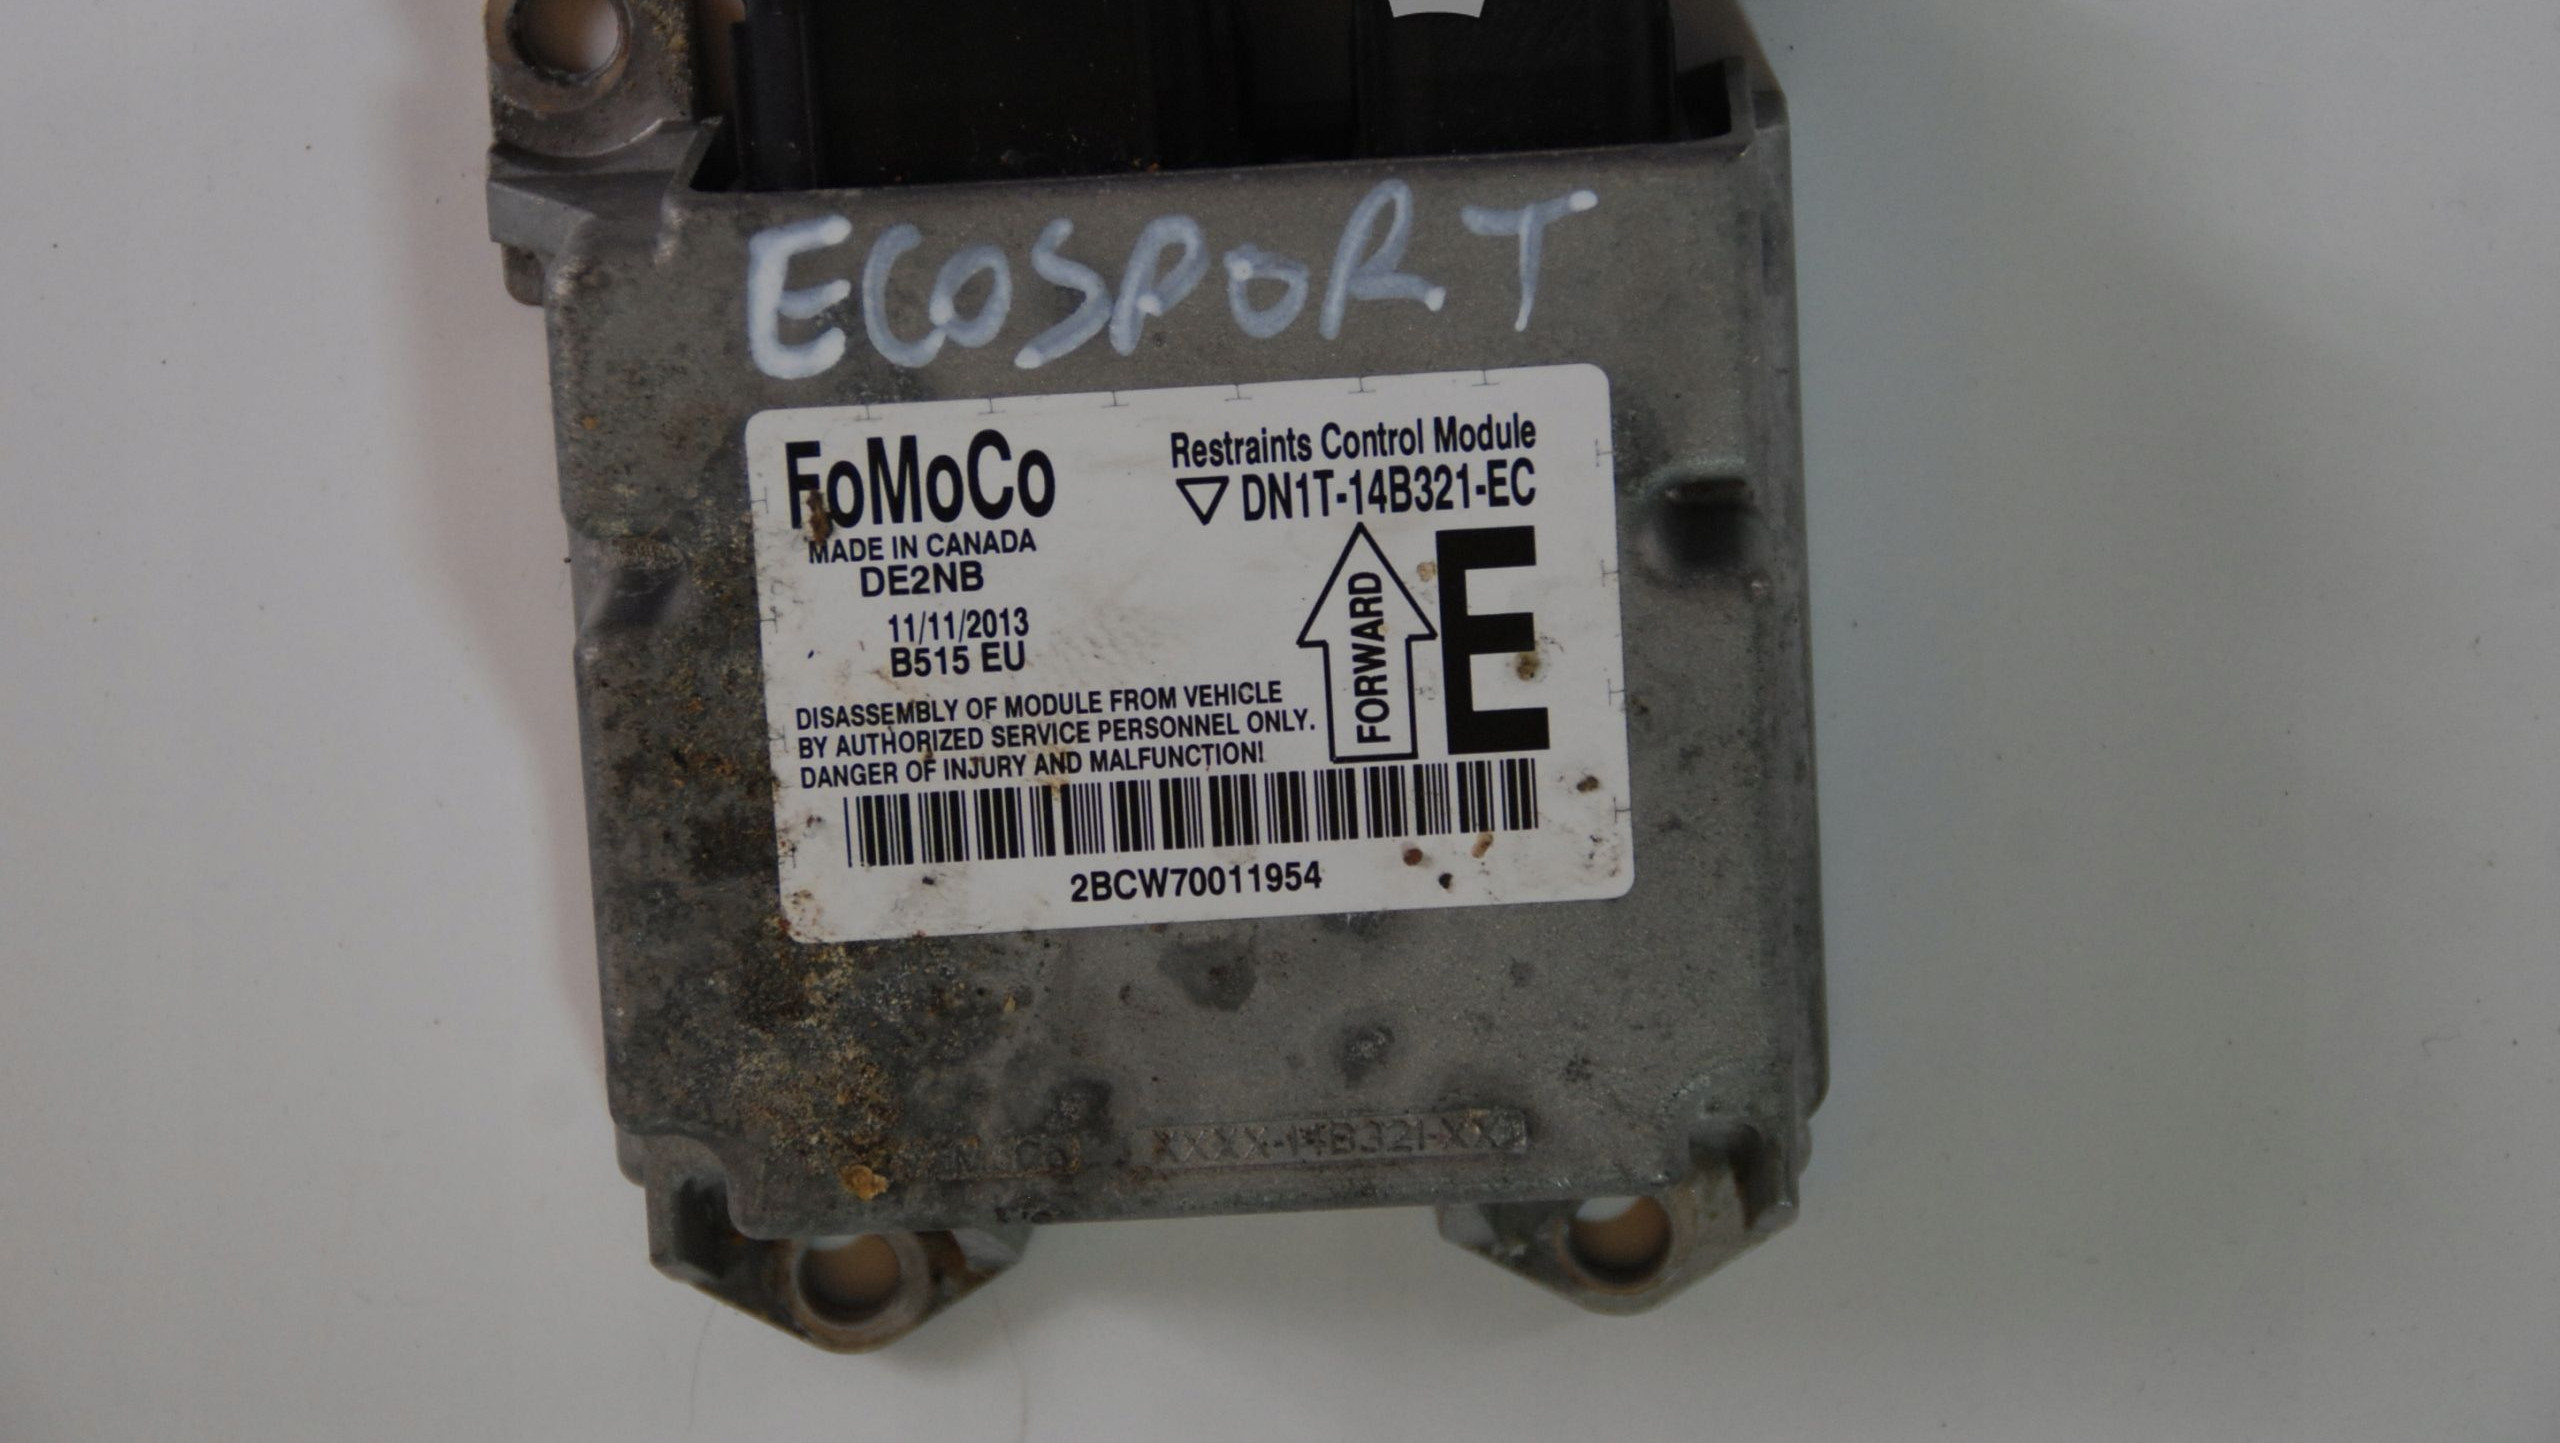 ECOSPORT
FoMoCo
MADE IN CANADA
DE2NB
11/11/2013
B515 EU
Restraints Control Module
DN1T-14B321-EC
FORWARD
E
DISASSEMBLY OF MODULE FROM VEHICLE
BY AUTHORIZED SERVICE PERSONNEL ONLY.
DANGER OF INJURY AND MALFUNCTION!
2BCW70011954
XXXX-14B321-XX